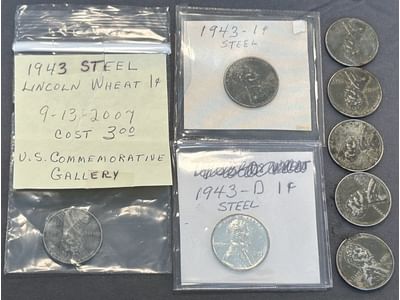 1943 STEEL
LINCOLN WHEAT 1¢
9-13-2007
COST 3.00
U.S. COMMEMORATIVE
GALLERY
1943-1¢
STEEL
1943-D 1¢
STEEL